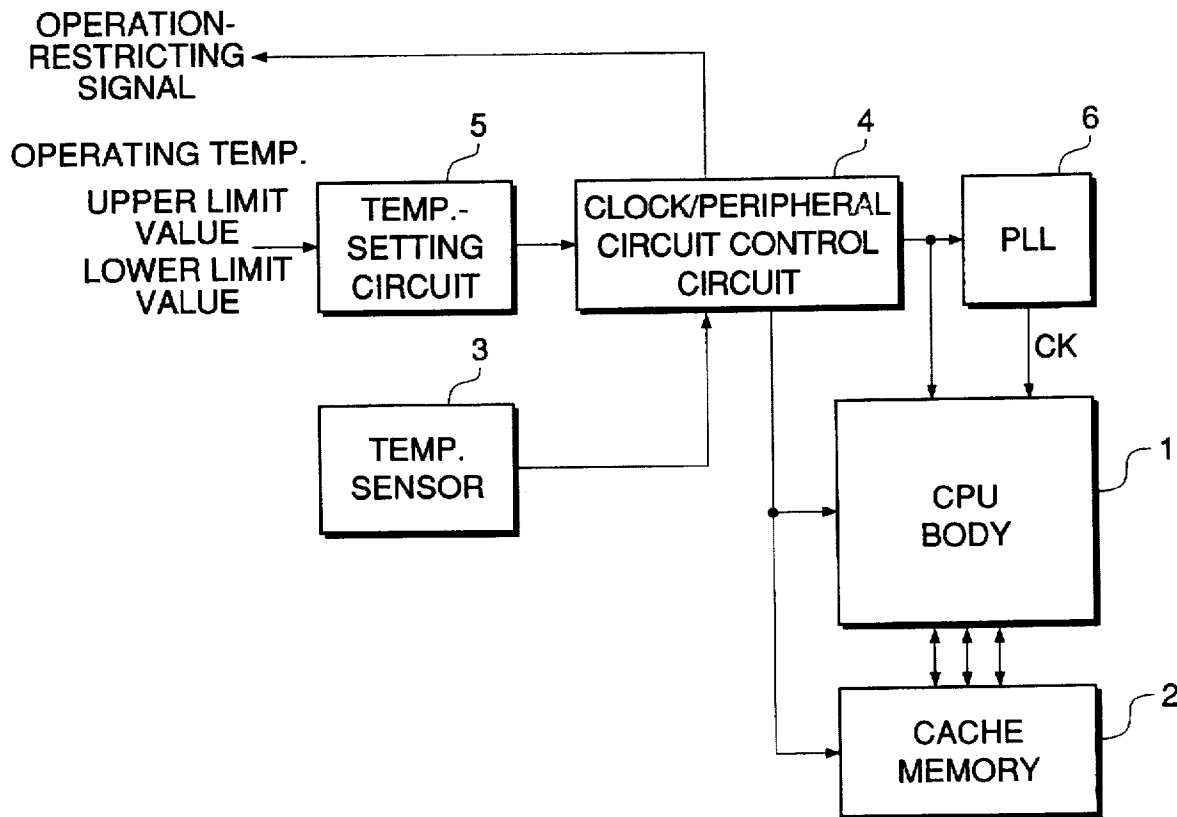 OPERATION-
RESTRICTING
SIGNAL
OPERATING TEMP.
UPPER LIMIT
VALUE
LOWER LIMIT
VALUE
5
TEMP.-
SETTING
CIRCUIT
4
CLOCK/PERIPHERAL
CIRCUIT CONTROL
CIRCUIT
6
PLL
CK
3
TEMP.
SENSOR
1
CPU
BODY
2
CACHE
MEMORY